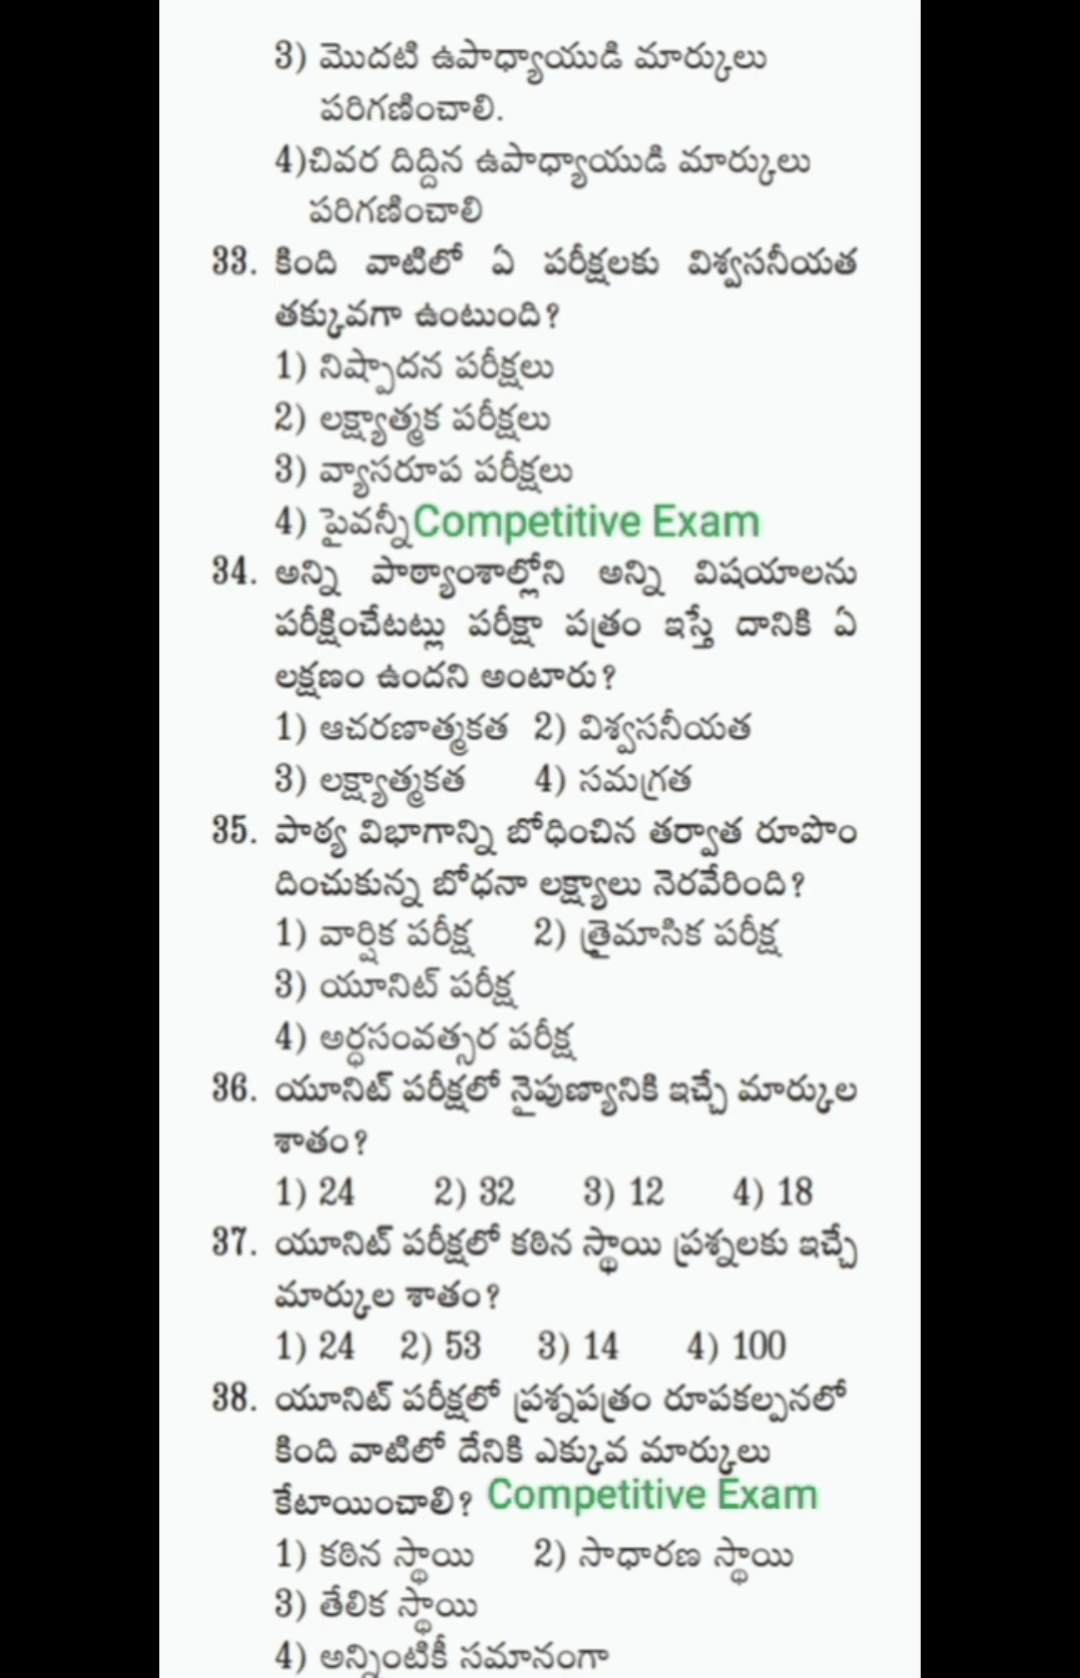 3) మొదటి ఉపాధ్యాయుడి మార్కులు
పరిగణించాలి.
4)చివర దిద్దిన ఉపాధ్యాయుడి మార్కులు
పరిగణించాలి
33. కింది వాటిలో ఏ పరీక్షలకు విశ్వసనీయత
తక్కువగా ఉంటుంది?
1) నిష్పాదన పరీక్షలు
2) లక్ష్యాత్మక పరీక్షలు
3) వ్యాసరూప పరీక్షలు
4) పైవన్నీ Competitive Exam
34. అన్ని పాఠ్యాంశాల్లోని అన్ని విషయాలను
పరీక్షించేటట్లు పరీక్షా పత్రం ఇస్తే దానికి ఏ
లక్షణం ఉందని అంటారు?
1) ఆచరణాత్మకత 2) విశ్వసనీయత
3) లక్ష్యాత్మకత 4) సమగ్రత
35. పాఠ్య విభాగాన్ని బోధించిన తర్వాత రూపొం
దించుకున్న బోధనా లక్ష్యాలు నెరవేరింది?
1) వార్షిక పరీక్ష 2) త్రైమాసిక పరీక్ష
3) యూనిట్ పరీక్ష
4) అర్ధసంవత్సర పరీక్ష
36. యూనిట్ పరీక్షలో నైపుణ్యానికి ఇచ్చే మార్కుల
శాతం?
1) 24 2) 32 3) 12 4) 18
37. యూనిట్ పరీక్షలో కఠిన స్థాయి ప్రశ్నలకు ఇచ్చే
మార్కుల శాతం?
1) 24 2) 53 3) 14 4) 100
38. యూనిట్ పరీక్షలో ప్రశ్నపత్రం రూపకల్పనలో
కింది వాటిలో దేనికి ఎక్కువ మార్కులు
కేటాయించాలి? Competitive Exam
1) కఠిన స్థాయి 2) సాధారణ స్థాయి
3) తేలిక స్థాయి
4) అన్నింటికీ సమానంగా